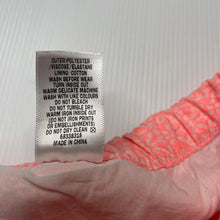 OUTER:POLYESTER
/VISCOSE/ELASTANE
LINING: COTTON
WASH BEFORE WEAR
TURN INSIDE OUT
WARM DELICATE MACHINE
WASH WITH LIKE COLOURS
DO NOT BLEACH
DO NOT TUMBLE DRY
WARM IRON INSIDE OUT
(DO NOT IRON PRINTS
OR EMBELLISHMENTS)
DO NOT DRY CLEAN
68338318
MADE IN CHINA